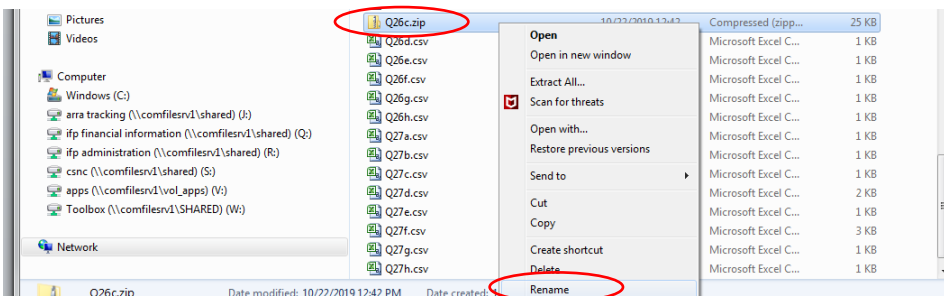 Pictures
Videos
Computer
Windows (C:)
arra tracking (\\comfilesrv1\shared) (J:)
ifp financial information (\\comfilesrv1\shared) (Q:)
ifp administration (\\comfilesrv1\shared) (R:)
csnc (\\comfilesrv1\shared) (S:)
apps (\\comfilesrv1\vol_apps) (V:)
Toolbox (\\comfilesrv1\SHARED) (W:)
Network
Q26c.zip 10/22/2019 12:42 Compressed (zipp... 25 KB
Q26d.csv Microsoft Excel C... 1 KB
Q26e.csv Microsoft Excel C... 1 KB
Q26f.csv Microsoft Excel C... 1 KB
Q26g.csv Microsoft Excel C... 1 KB
Q26h.csv Microsoft Excel C... 1 KB
Q27a.csv Microsoft Excel C... 1 KB
Q27b.csv Microsoft Excel C... 1 KB
Q27c.csv Microsoft Excel C... 1 KB
Q27d.csv Microsoft Excel C... 2 KB
Q27e.csv Microsoft Excel C... 1 KB
Q27f.csv Microsoft Excel C... 3 KB
Q27g.csv Microsoft Excel C... 1 KB
Q27h.csv Microsoft Excel C... 1 KB
Open
Open in new window
Extract All...
Scan for threats
Open with...
Restore previous versions
Send to
Cut
Copy
Create shortcut
Delete
Rename
Q26c.zip Date modified: 10/22/2019 12:42 PM Date created: